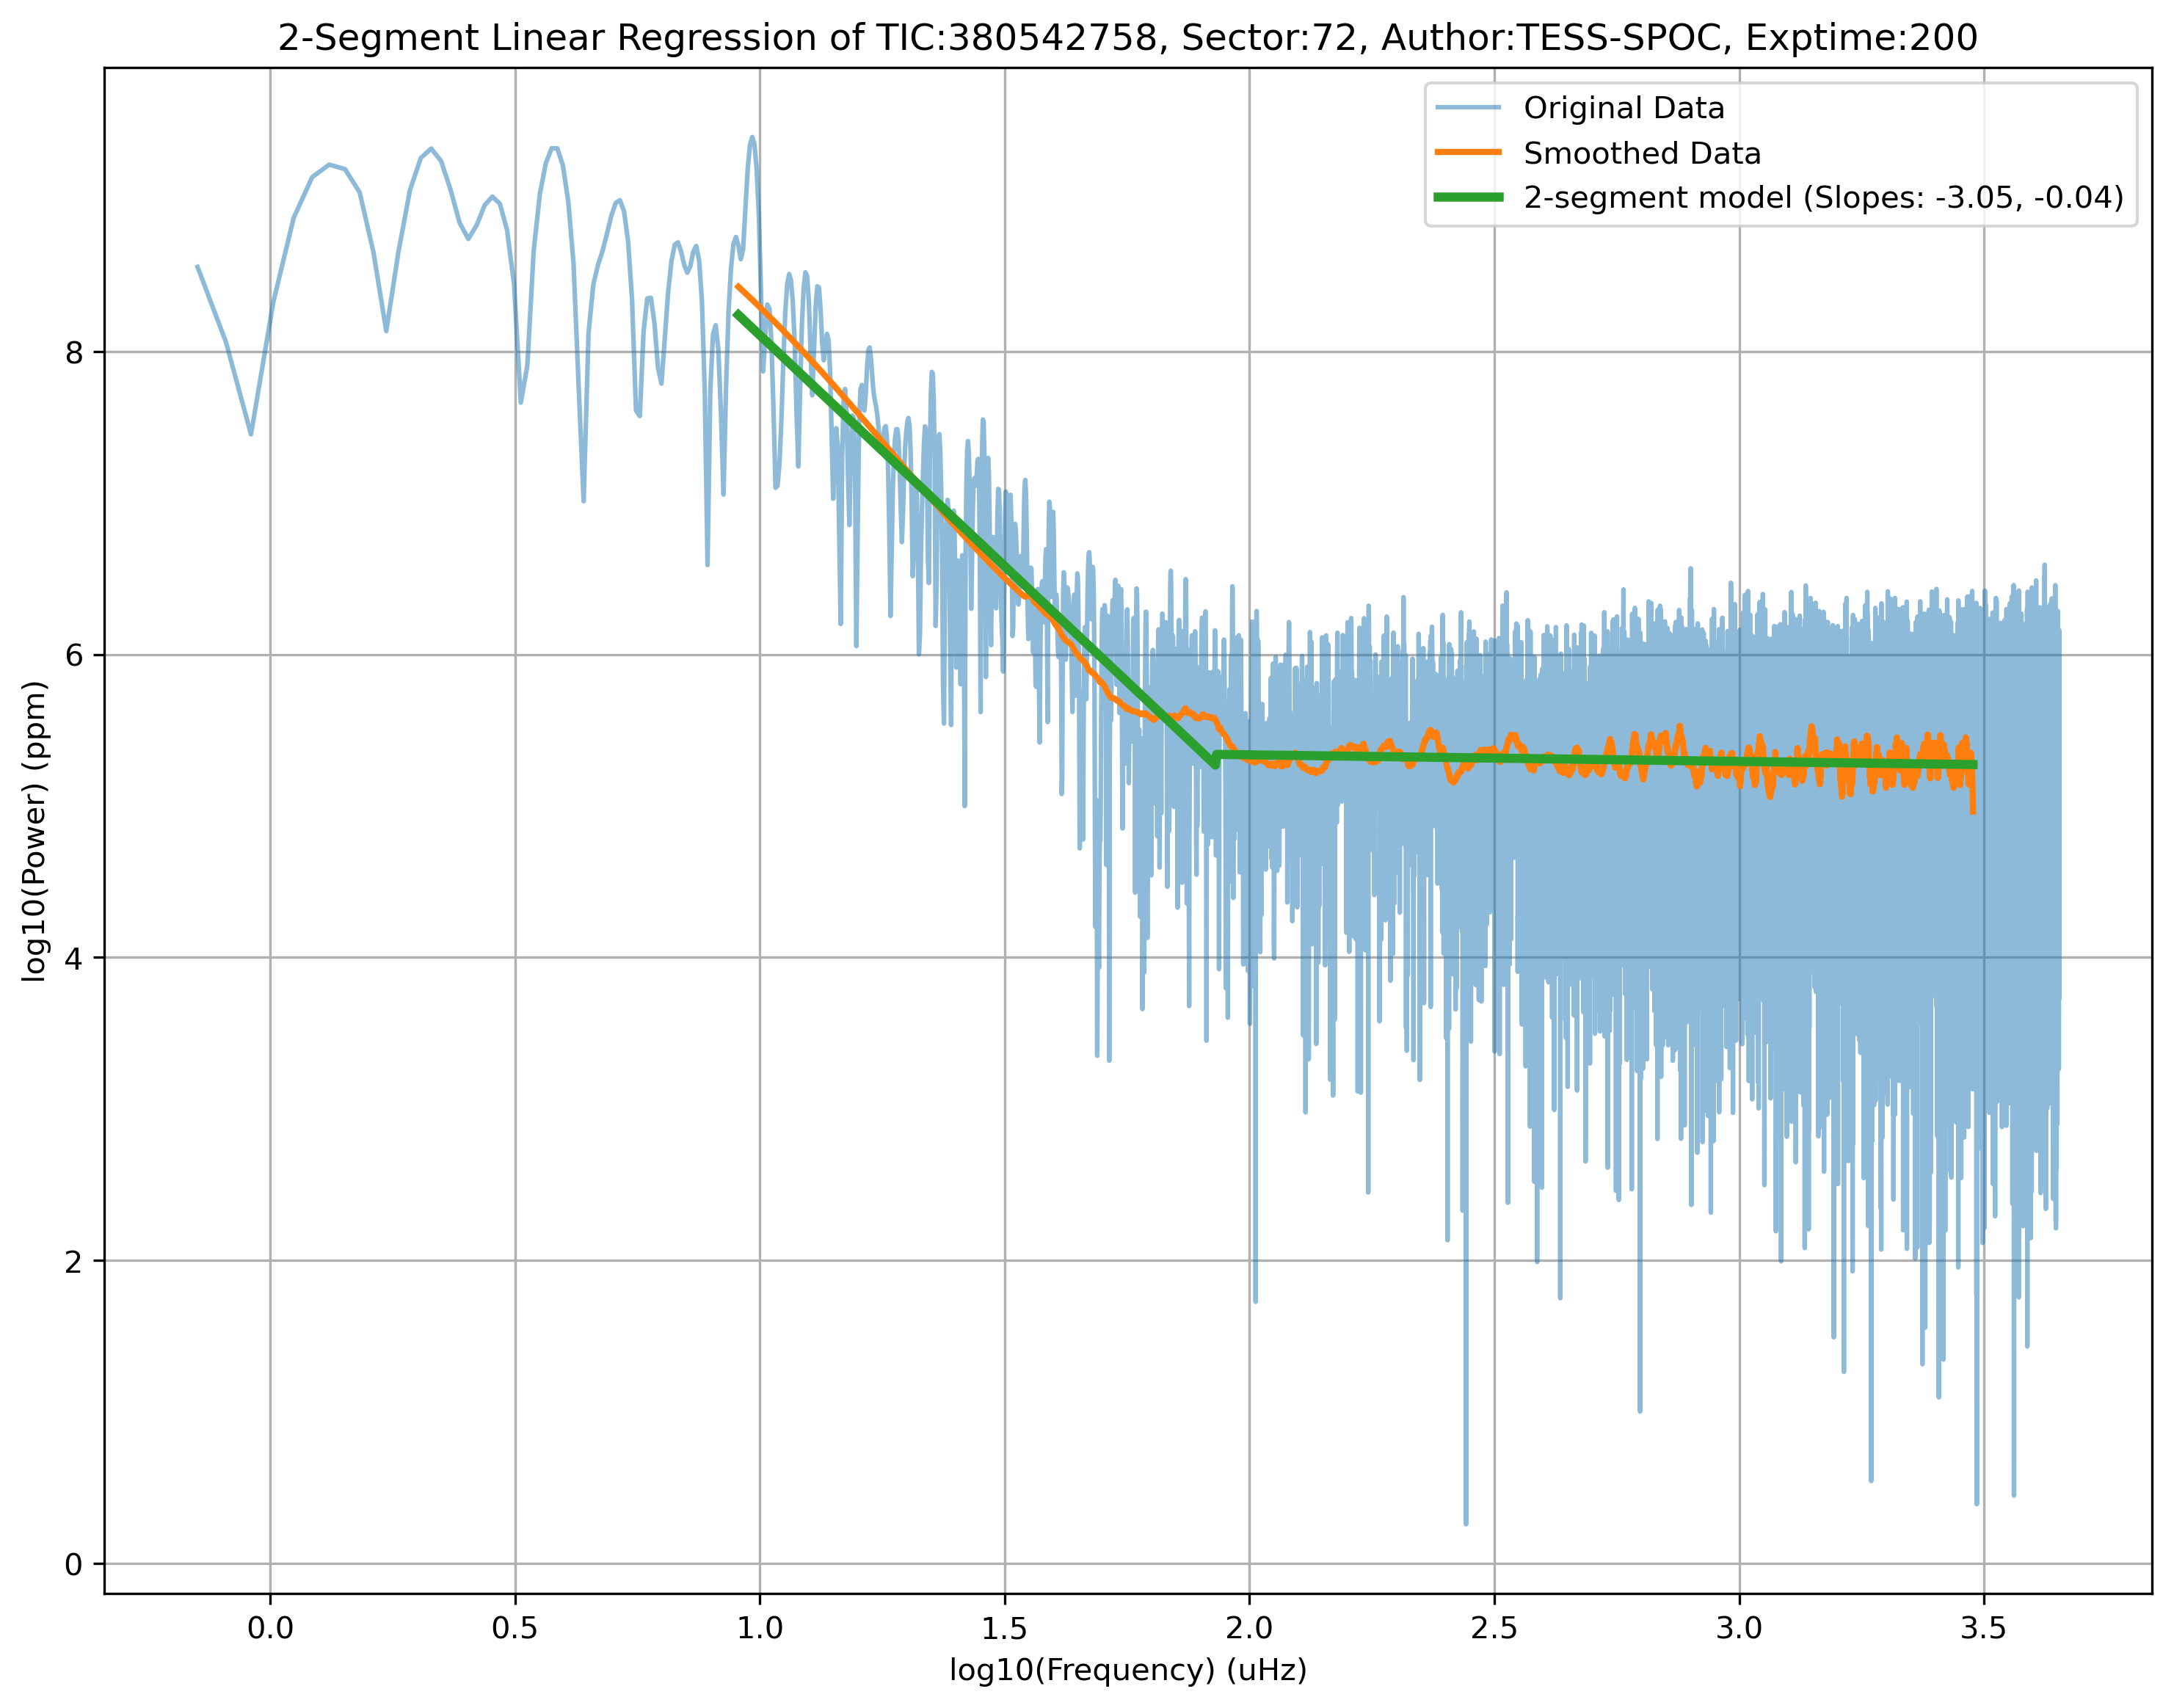 2-Segment Linear Regression of TIC:380542758, Sector:72, Author:TESS-SPOC, Exptime:200
Original Data
Smoothed Data
2-segment model (Slopes: -3.05, -0.04)
log10(Power) (ppm)
8
6
4
2
0
0.0 0.5 1.0 1.5 2.0 2.5 3.0 3.5
log10(Frequency) (uHz)